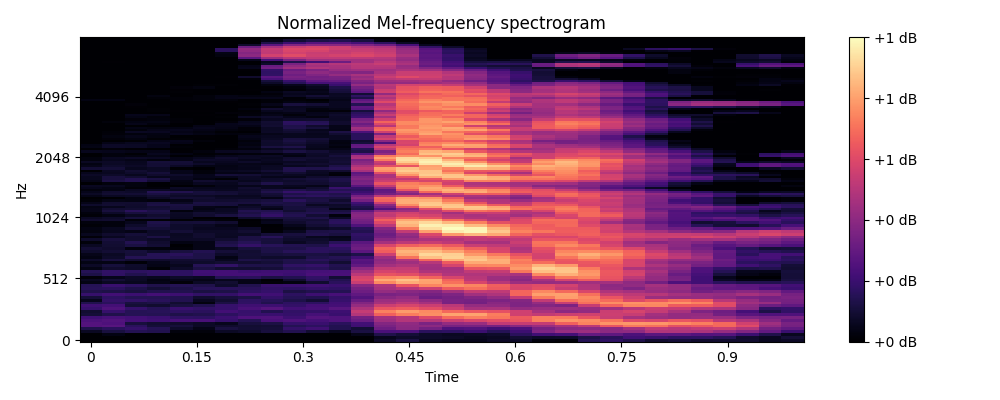 Normalized Mel-frequency spectrogram
Hz
4096
2048
1024
512
0
0 0.15 0.3 0.45 0.6 0.75 0.9
Time
+1 dB
+1 dB
+1 dB
+0 dB
+0 dB
+0 dB